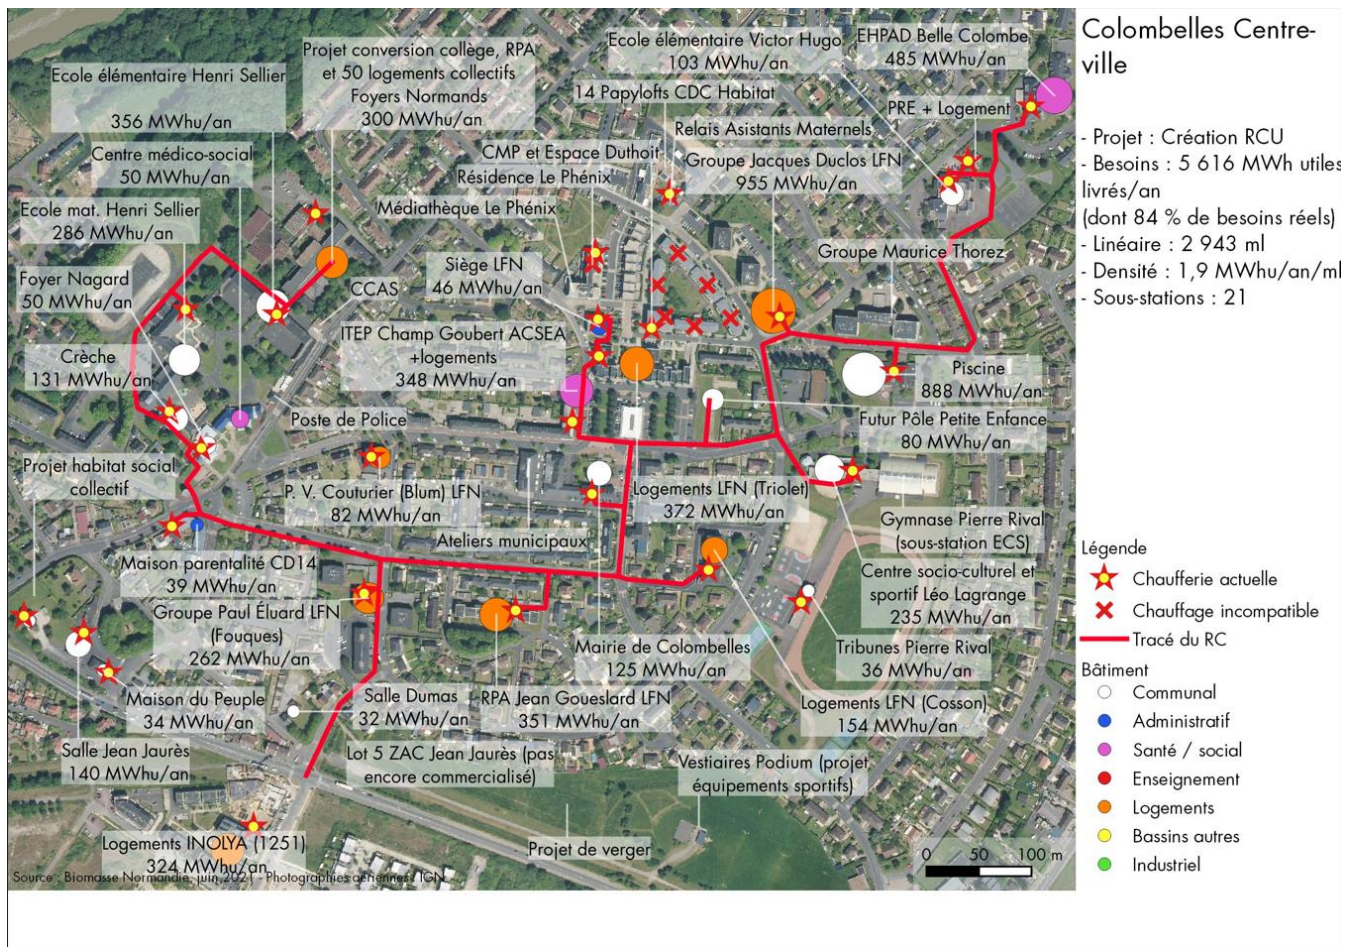 Colombelles Centre-
ville
- Projet : Création RCU
- Besoins : 5 616 MWh utiles
livrés/an
(dont 84 % de besoins réels)
- Linéaire : 2 943 ml
- Densité : 1,9 MWhu/an/ml
- Sous-stations : 21
Ecole élémentaire Henri Sellier
356 MWhu/an
Projet conversion collège, RPA
et 50 logements collectifs
Foyers Normands
300 MWhu/an
Ecole élémentaire Victor Hugo
103 MWhu/an
EHPAD Belle Colombe
485 MWhu/an
14 Papylofts CDC Habitat
PRE + Logement
Relais Asistants Maternels
Centre médico-social
50 MWhu/an
CMP et Espace Duthoit
Résidence Le Phénix
Médiathèque Le Phénix
Groupe Jacques Duclos LFN
955 MWhu/an
Ecole mat. Henri Sellier
286 MWhu/an
Groupe Maurice Thorez
Foyer Nagard
50 MWhu/an
Siège LFN
46 MWhu/an
CCAS
ITEP Champ Goubert ACSEA
+logements
348 MWhu/an
Crèche
131 MWhu/an
Piscine
888 MWhu/an
Poste de Police
Futur Pôle Petite Enfance
80 MWhu/an
Projet habitat social
collectif
P. V. Couturier (Blum) LFN
82 MWhu/an
Logements LFN (Triolet)
372 MWhu/an
Ateliers municipaux
Gymnase Pierre Rival
(sous-station ECS)
Maison parentalité CD14
39 MWhu/an
Centre socio-culturel et
sportif Léo Lagrange
235 MWhu/an
Groupe Paul Éluard LFN
(Fouques)
262 MWhu/an
Mairie de Colombelles
125 MWhu/an
Tribunes Pierre Rival
36 MWhu/an
Maison du Peuple
34 MWhu/an
Salle Dumas
32 MWhu/an
RPA Jean Goueslard LFN
351 MWhu/an
Logements LFN (Cosson)
154 MWhu/an
Salle Jean Jaurès
140 MWhu/an
Lot 5 ZAC Jean Jaurès (pas
encore commercialisé)
Vestiaires Podium (projet
équipements sportifs)
Logements INOLYA (1251)
324 MWhu/an
Projet de verger
0 50 100 m
Source : Biomasse Normandie, juin 2021 - Photographies aériennes : IGN
Légende
Chaufferie actuelle
Chauffage incompatible
Tracé du RC
Bâtiment
Communal
Administratif
Santé / social
Enseignement
Logements
Bassins autres
Industriel